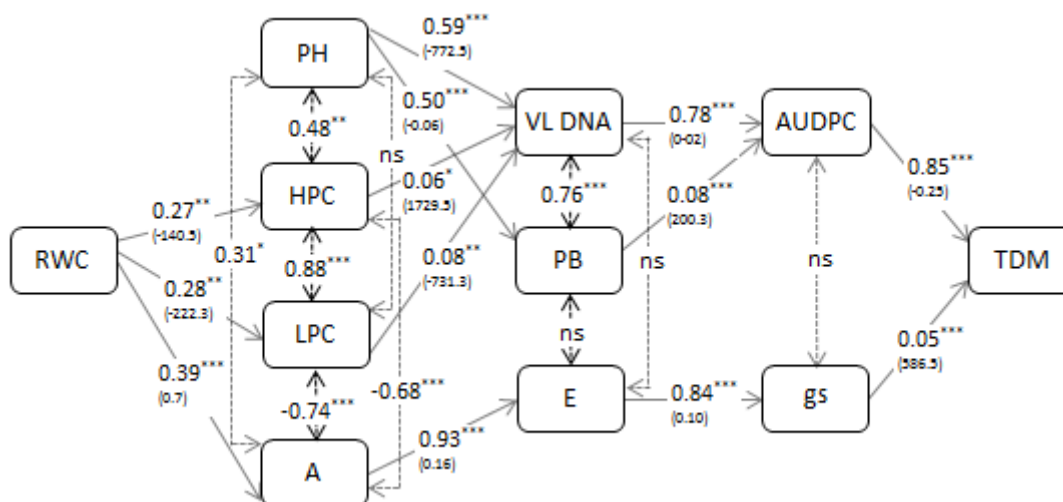 PH
0.59***
(-772.5)
0.50***
(-0.06)
VL DNA
0.78***
(0-02)
AUDPC
0.48**
ns
HPC
0.06*
(1729.5)
0.76***
0.08***
(200.3)
0.85***
(-0.25)
0.27**
(-140.5)
RWC
0.31*
0.88***
0.08**
(-731.3)
PB
ns
ns
TDM
0.28**
(-222.3)
LPC
ns
0.05***
(586.5)
0.39***
(0.7)
-0.68***
-0.74***
E
0.84***
(0.10)
gs
0.93***
(0.16)
A